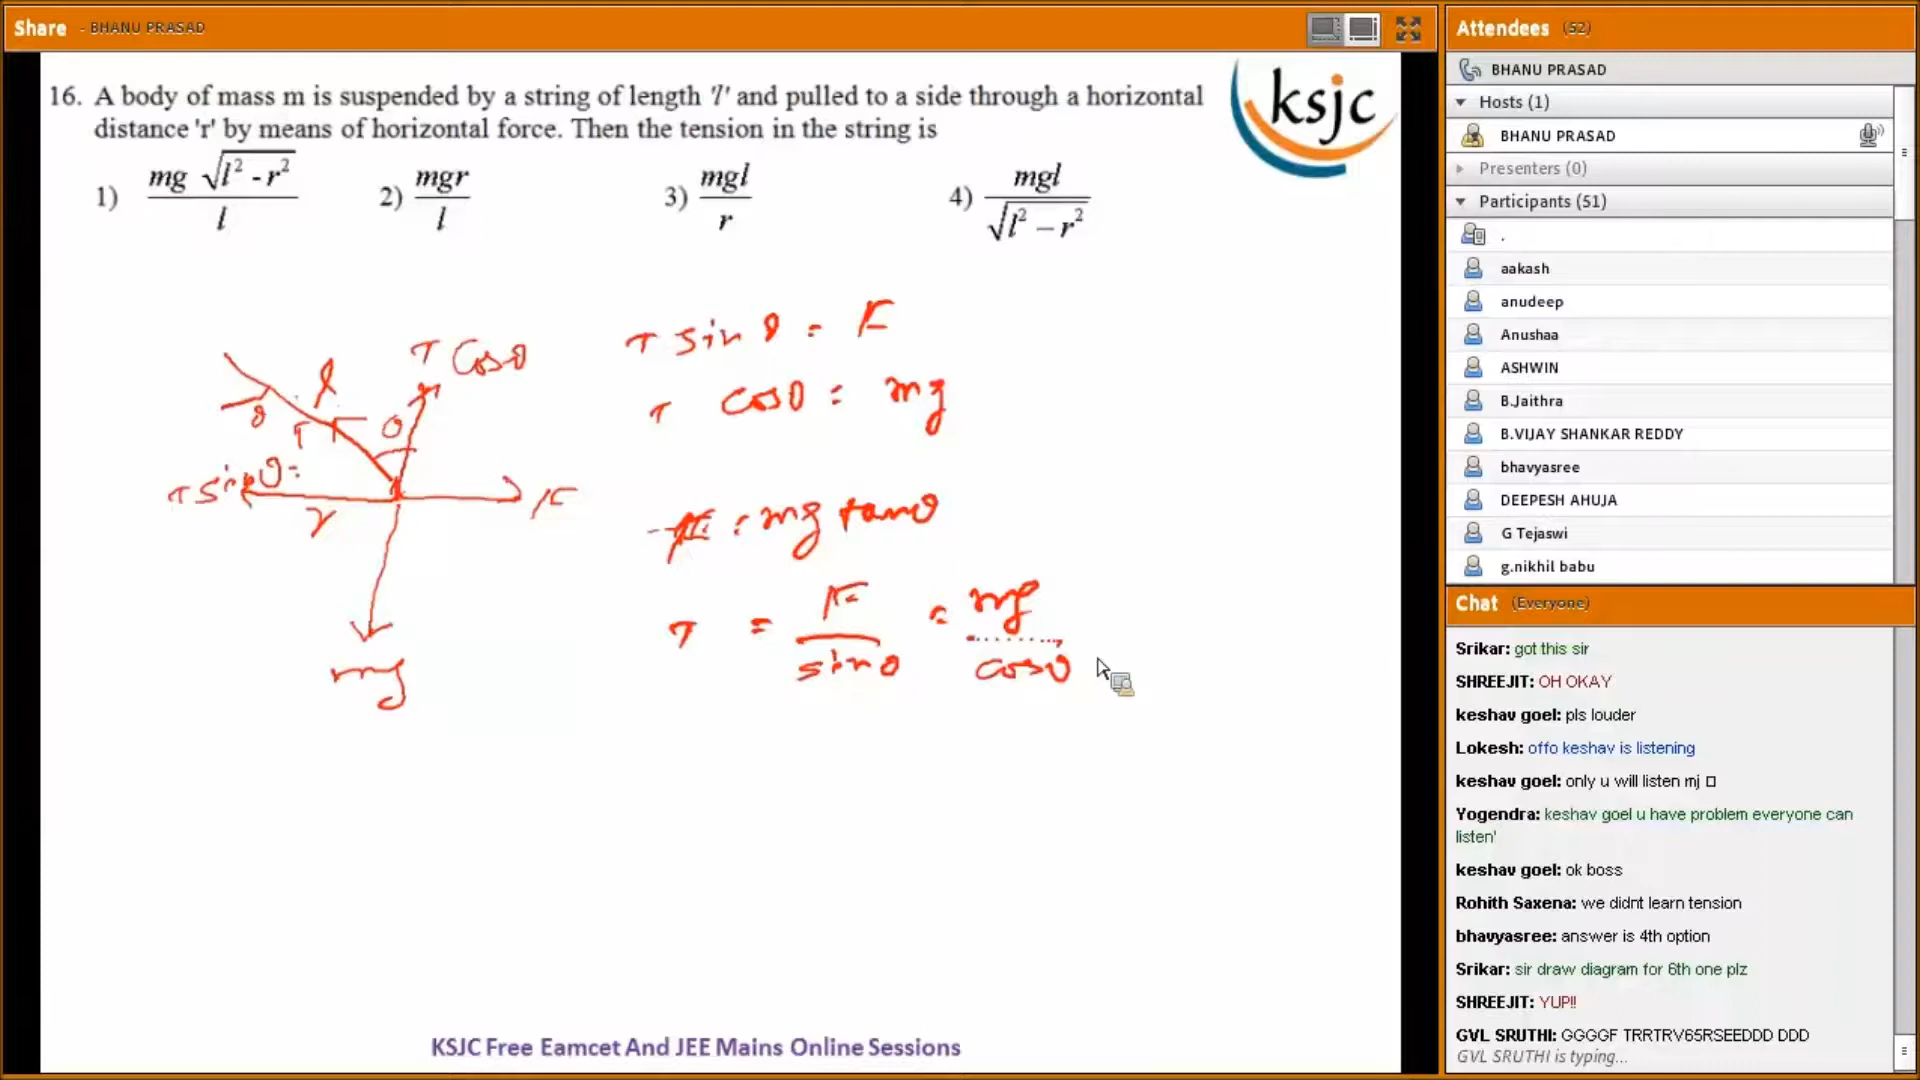 Share - BHANU PRASAD
16. A body of mass m is suspended by a string of length 'l' and pulled to a side through a horizontal
distance 'r' by means of horizontal force. Then the tension in the string is
1) mg √(l² - r²) / l 2) mgr / l 3) mgl / r 4) mgl / √(l² – r²)
ksjc
T sin θ = F
T cos θ = mg
F = mg tan θ
T = F / sin θ = mg / cos θ
T Cos θ
l
θ
θ
T
T sin θ =
r
F
mg
KSJC Free Eamcet And JEE Mains Online Sessions
Attendees (52)
BHANU PRASAD
Hosts (1)
BHANU PRASAD
Presenters (0)
Participants (51)
.
aakash
anudeep
Anushaa
ASHWIN
B.Jaithra
B.VIJAY SHANKAR REDDY
bhavyasree
DEEPESH AHUJA
G Tejaswi
g.nikhil babu
Chat (Everyone)
Srikar: got this sir
SHREEJIT: OH OKAY
keshav goel: pls louder
Lokesh: offo keshav is listening
keshav goel: only u will listen mj □
Yogendra: keshav goel u have problem everyone can
listen'
keshav goel: ok boss
Rohith Saxena: we didnt learn tension
bhavyasree: answer is 4th option
Srikar: sir draw diagram for 6th one plz
SHREEJIT: YUP!!
GVL SRUTHI: GGGGF TRRTRV65RSEEDDD DDD
GVL SRUTHI is typing...